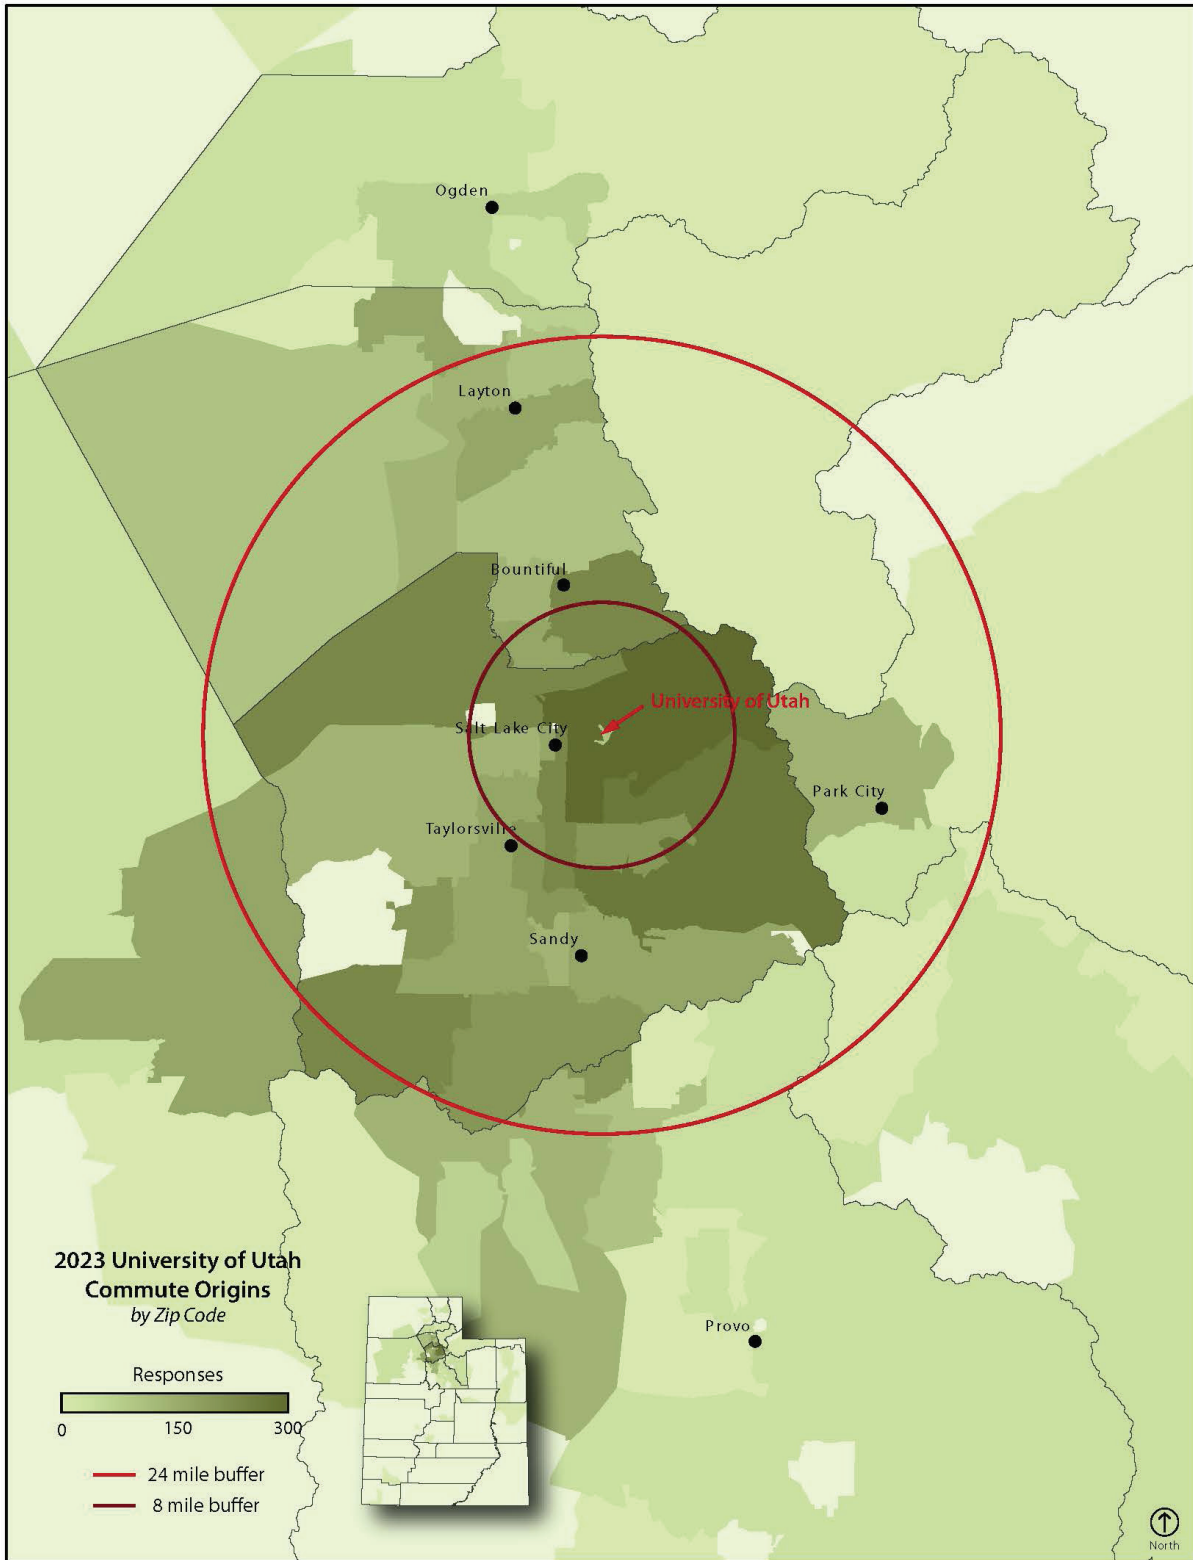 Ogden
Layton
Bountiful
University of Utah
Salt Lake City
Park City
Taylorsville
Sandy
2023 University of Utah
Commute Origins
by Zip Code
Provo
Responses
0 150 300
24 mile buffer
8 mile buffer
North